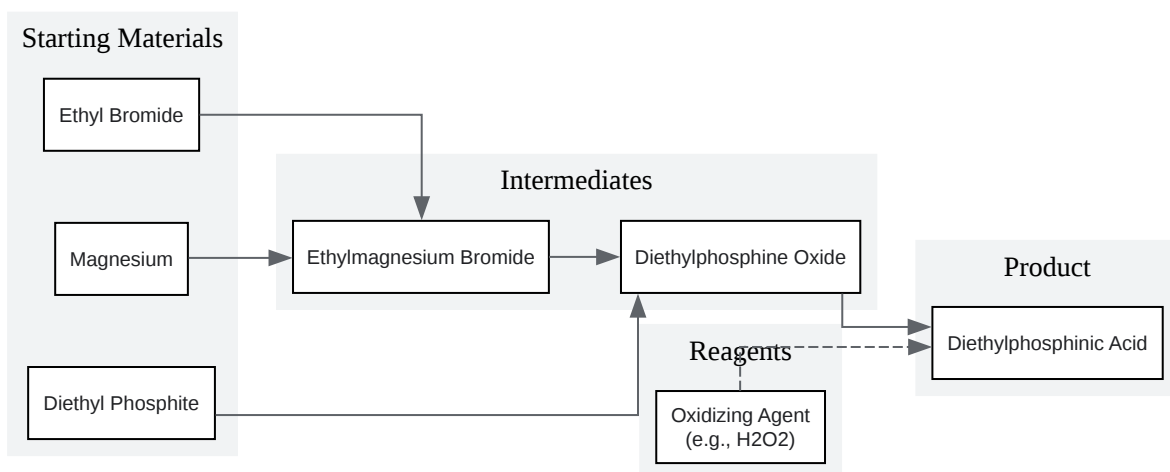 Starting Materials
Ethyl Bromide
Magnesium
Diethyl Phosphite
Intermediates
Ethylmagnesium Bromide
Diethylphosphine Oxide
Reagents
Oxidizing Agent
(e.g., H2O2)
Product
Diethylphosphinic Acid